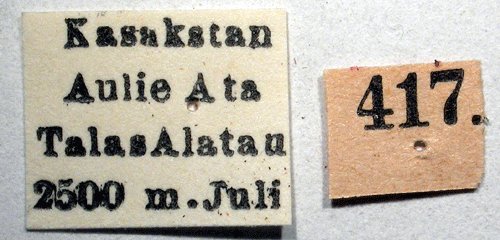 Kasakstan
Aulie Ata
TalasAlatau
2500 m. Juli
417.